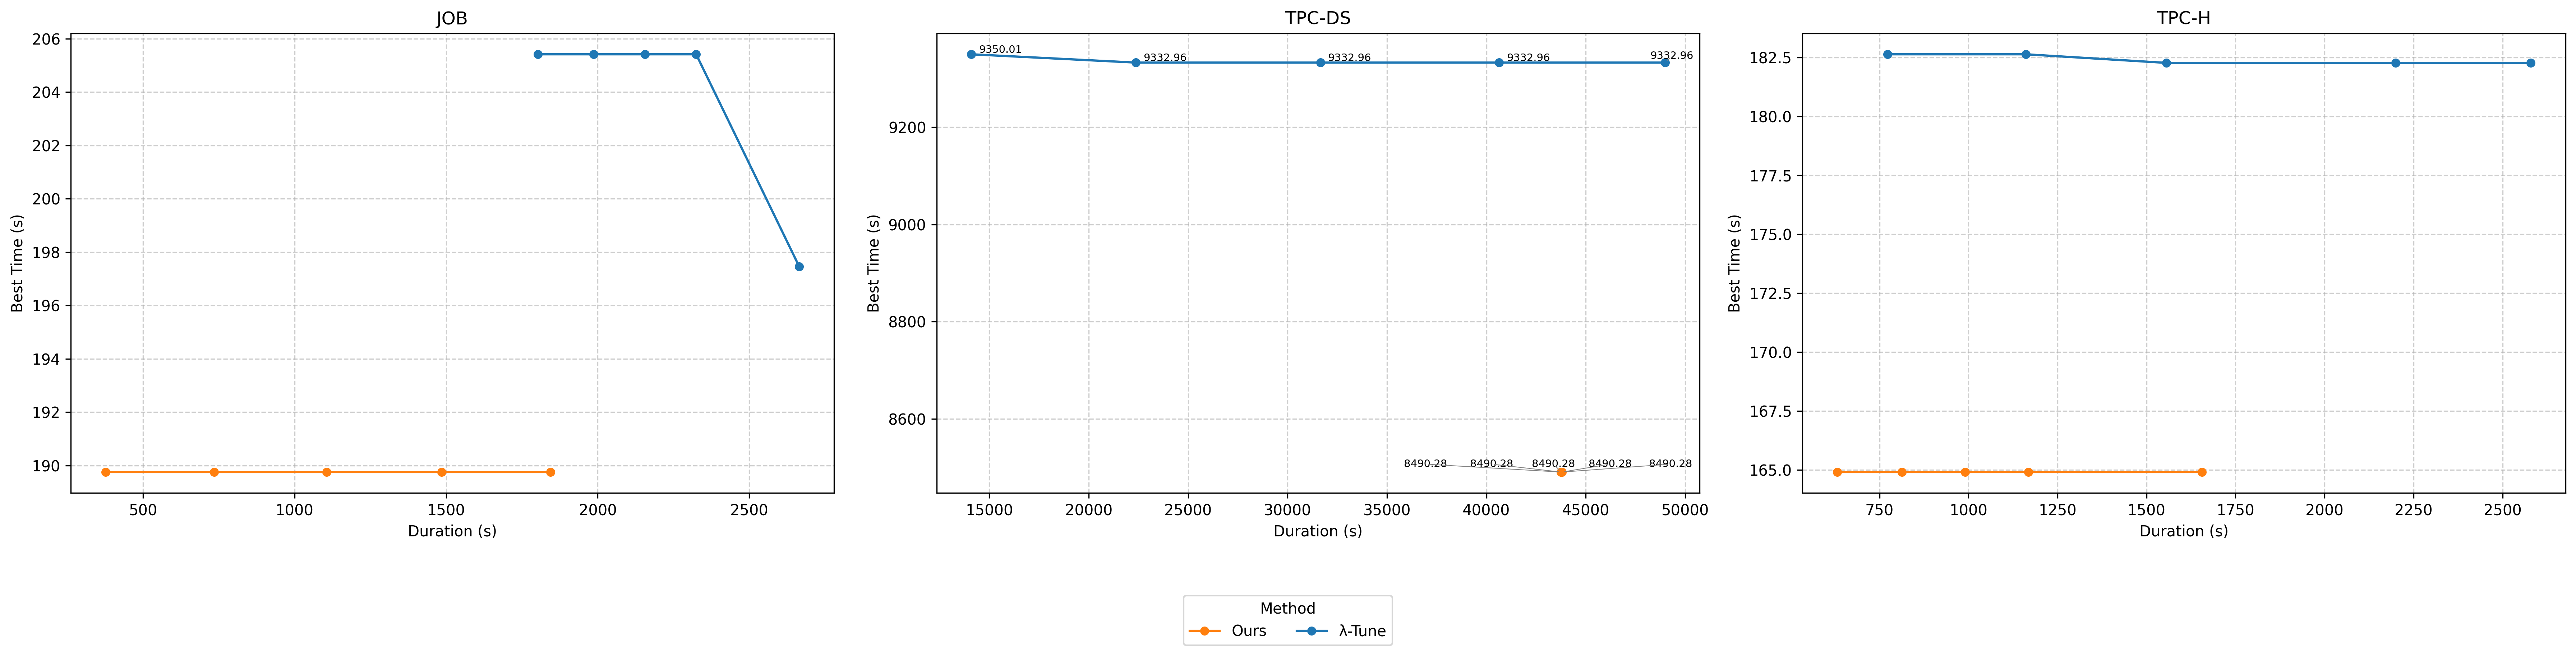 JOB
206
204
202
200
198
196
194
192
190
Best Time (s)
500 1000 1500 2000 2500
Duration (s)
TPC-DS
9200
9000
8800
8600
Best Time (s)
9350.01 9332.96 9332.96 9332.96 9332.96
8490.28 8490.28 8490.28 8490.28 8490.28
15000 20000 25000 30000 35000 40000 45000 50000
Duration (s)
TPC-H
182.5
180.0
177.5
175.0
172.5
170.0
167.5
165.0
Best Time (s)
750 1000 1250 1500 1750 2000 2250 2500
Duration (s)
Method
Ours λ-Tune